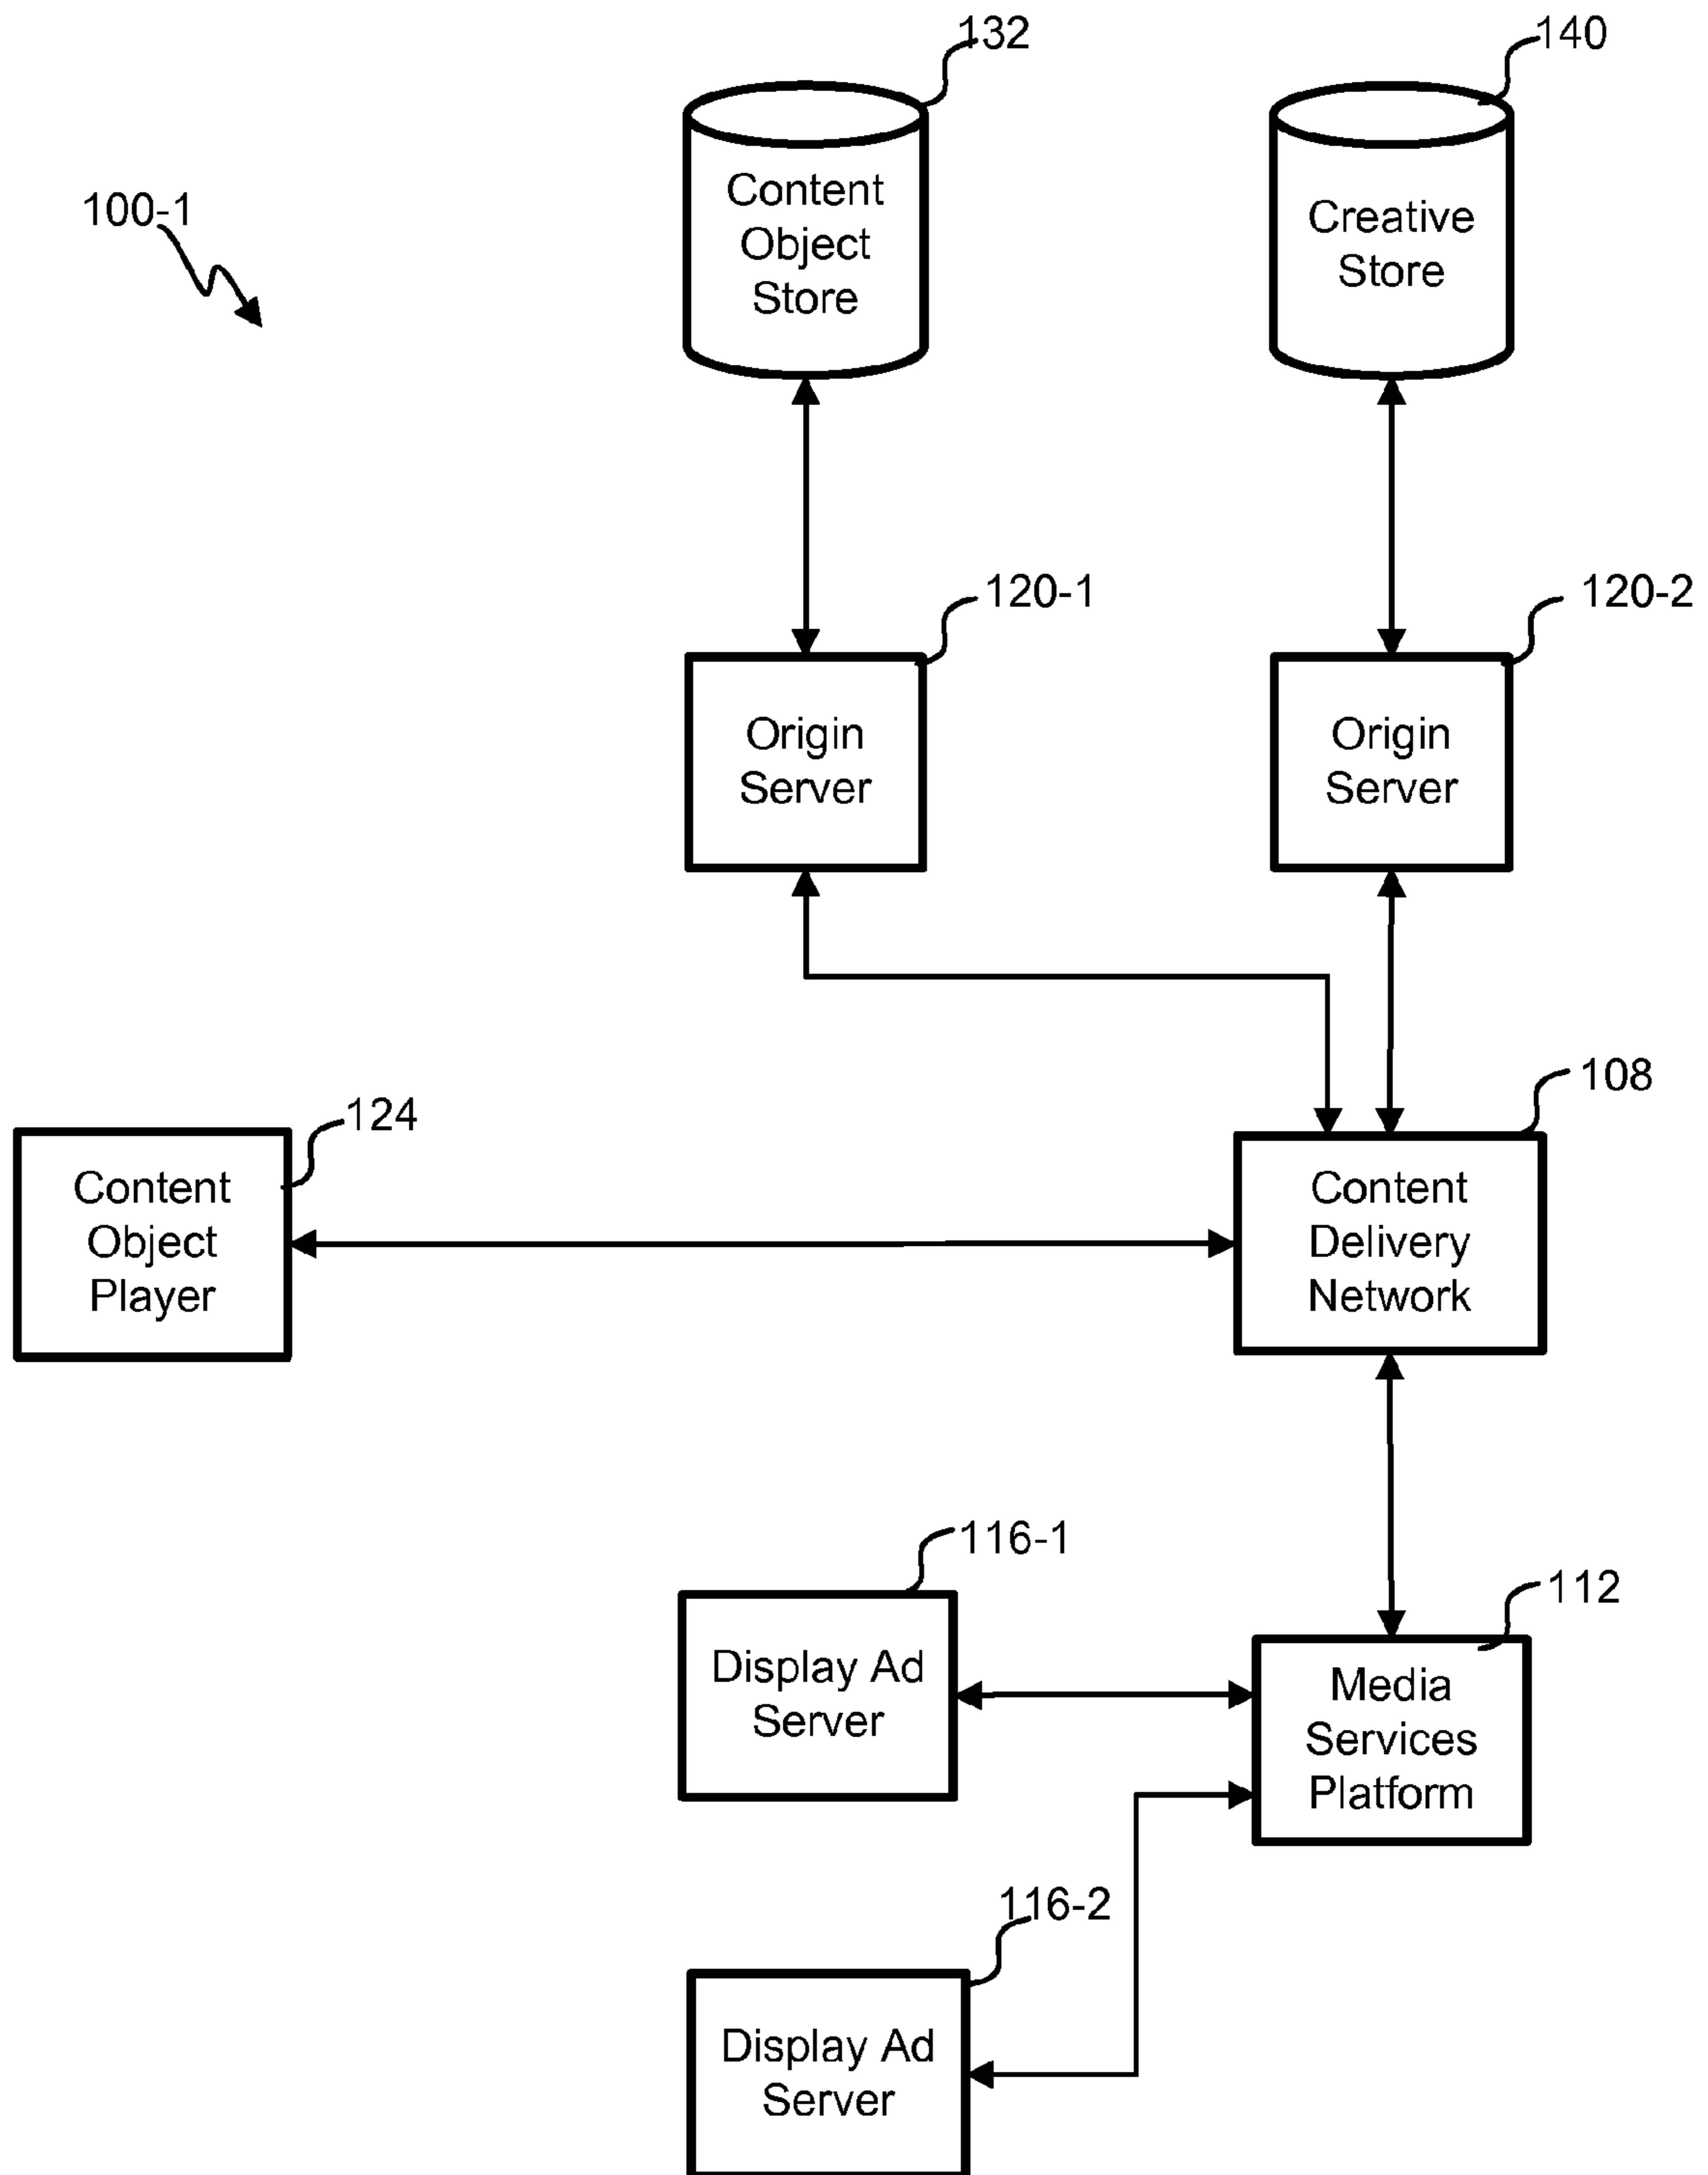 132
140
100-1
Content
Object
Store
Creative
Store
120-1
120-2
Origin
Server
Origin
Server
108
124
Content
Object
Player
Content
Delivery
Network
116-1
112
Display Ad
Server
Media
Services
Platform
116-2
Display Ad
Server